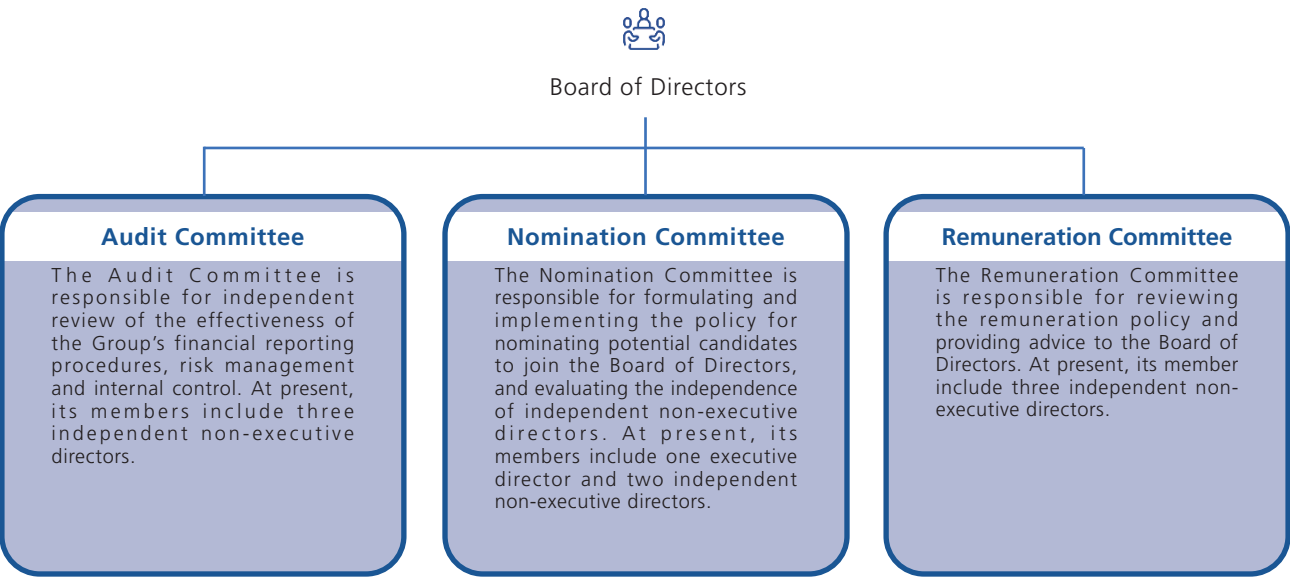 Board of Directors
Audit Committee
The Audit Committee is
responsible for independent
review of the effectiveness of
the Group's financial reporting
procedures, risk management
and internal control. At present,
its members include three
independent non-executive
directors.
Nomination Committee
The Nomination Committee is
responsible for formulating and
implementing the policy for
nominating potential candidates
to join the Board of Directors,
and evaluating the independence
of independent non-executive
directors. At present, its
members include one executive
director and two independent
non-executive directors.
Remuneration Committee
The Remuneration Committee
is responsible for reviewing
the remuneration policy and
providing advice to the Board of
Directors. At present, its member
include three independent non-
executive directors.